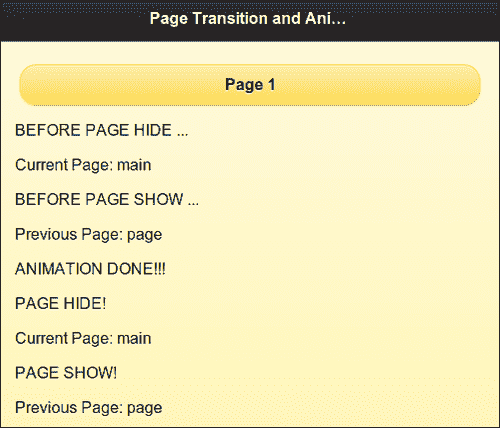 Page Transition and Ani...
Page 1
BEFORE PAGE HIDE ...
Current Page: main
BEFORE PAGE SHOW ...
Previous Page: page
ANIMATION DONE!!!
PAGE HIDE!
Current Page: main
PAGE SHOW!
Previous Page: page